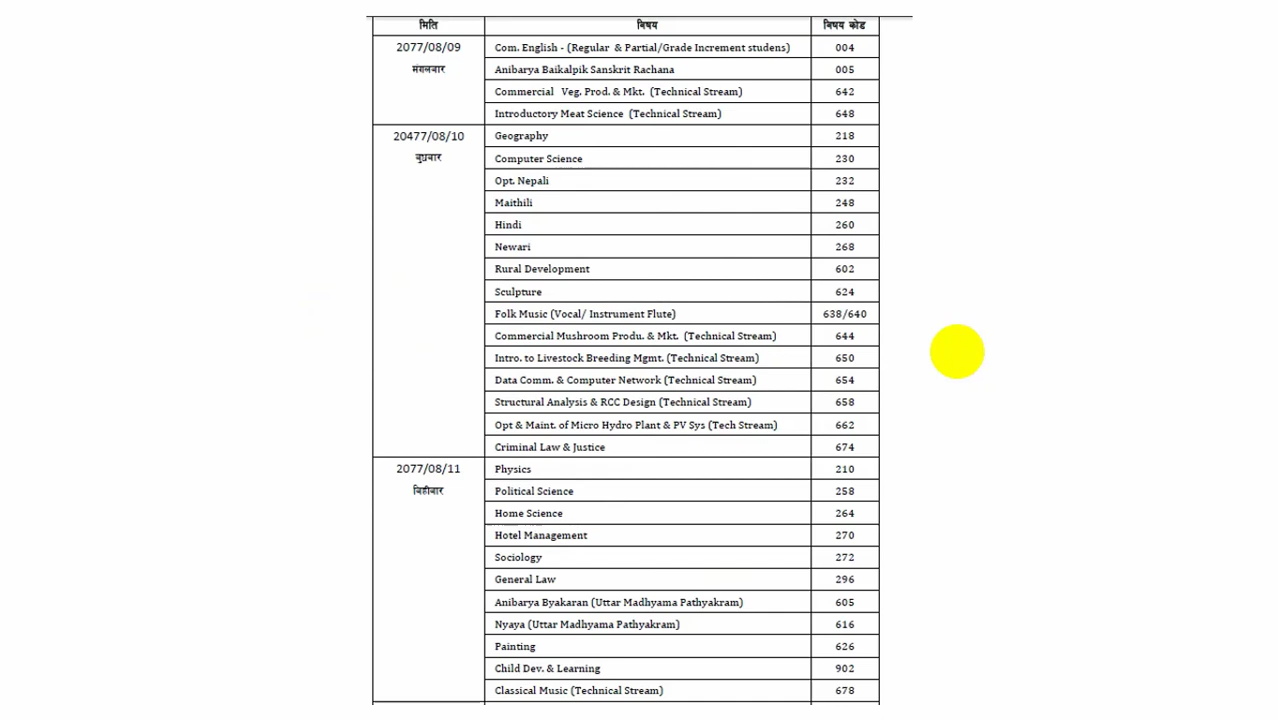 मिति विषय विषय कोड
2077/08/09 Com. English - (Regular & Partial/Grade Increment studens) 004
मंगलबार Anibarya Baikalpik Sanskrit Rachana 005
Commercial Veg. Prod. & Mkt. (Technical Stream) 642
Introductory Meat Science (Technical Stream) 648
20477/08/10 Geography 218
बुधबार Computer Science 230
Opt. Nepali 232
Maithili 248
Hindi 260
Newari 268
Rural Development 602
Sculpture 624
Folk Music (Vocal/ Instrument Flute) 638/640
Commercial Mushroom Produ. & Mkt. (Technical Stream) 644
Intro. to Livestock Breeding Mgmt. (Technical Stream) 650
Data Comm. & Computer Network (Technical Stream) 654
Structural Analysis & RCC Design (Technical Stream) 658
Opt & Maint. of Micro Hydro Plant & PV Sys (Tech Stream) 662
Criminal Law & Justice 674
2077/08/11 Physics 210
बिहीबार Political Science 258
Home Science 264
Hotel Management 270
Sociology 272
General Law 296
Anibarya Byakaran (Uttar Madhyama Pathyakram) 605
Nyaya (Uttar Madhyama Pathyakram) 616
Painting 626
Child Dev. & Learning 902
Classical Music (Technical Stream) 678